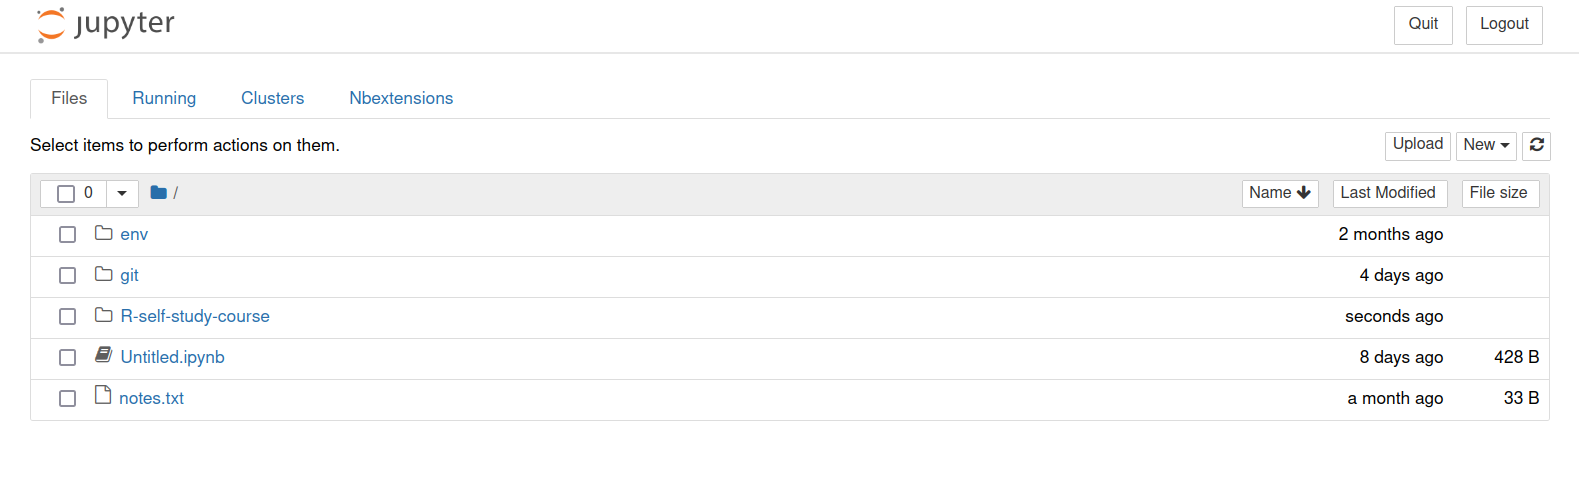 jupyter Quit Logout
Files Running Clusters Nbextensions
Select items to perform actions on them. Upload New
0 / Name Last Modified File size
env 2 months ago
git 4 days ago
R-self-study-course seconds ago
Untitled.ipynb 8 days ago 428 B
notes.txt a month ago 33 B